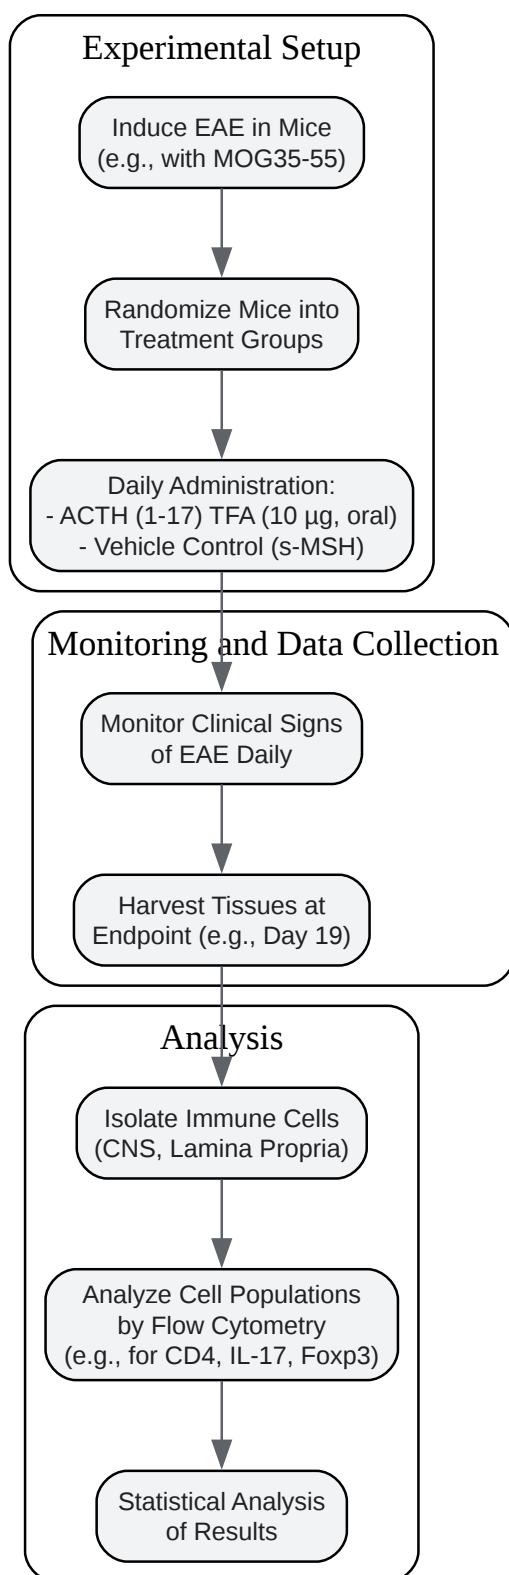 Experimental Setup
Induce EAE in Mice
(e.g., with MOG35-55)
Randomize Mice into
Treatment Groups
Daily Administration:
- ACTH (1-17) TFA (10 µg, oral)
- Vehicle Control (s-MSH)
Monitoring and Data Collection
Monitor Clinical Signs
of EAE Daily
Harvest Tissues at
Endpoint (e.g., Day 19)
Analysis
Isolate Immune Cells
(CNS, Lamina Propria)
Analyze Cell Populations
by Flow Cytometry
(e.g., for CD4, IL-17, Foxp3)
Statistical Analysis
of Results